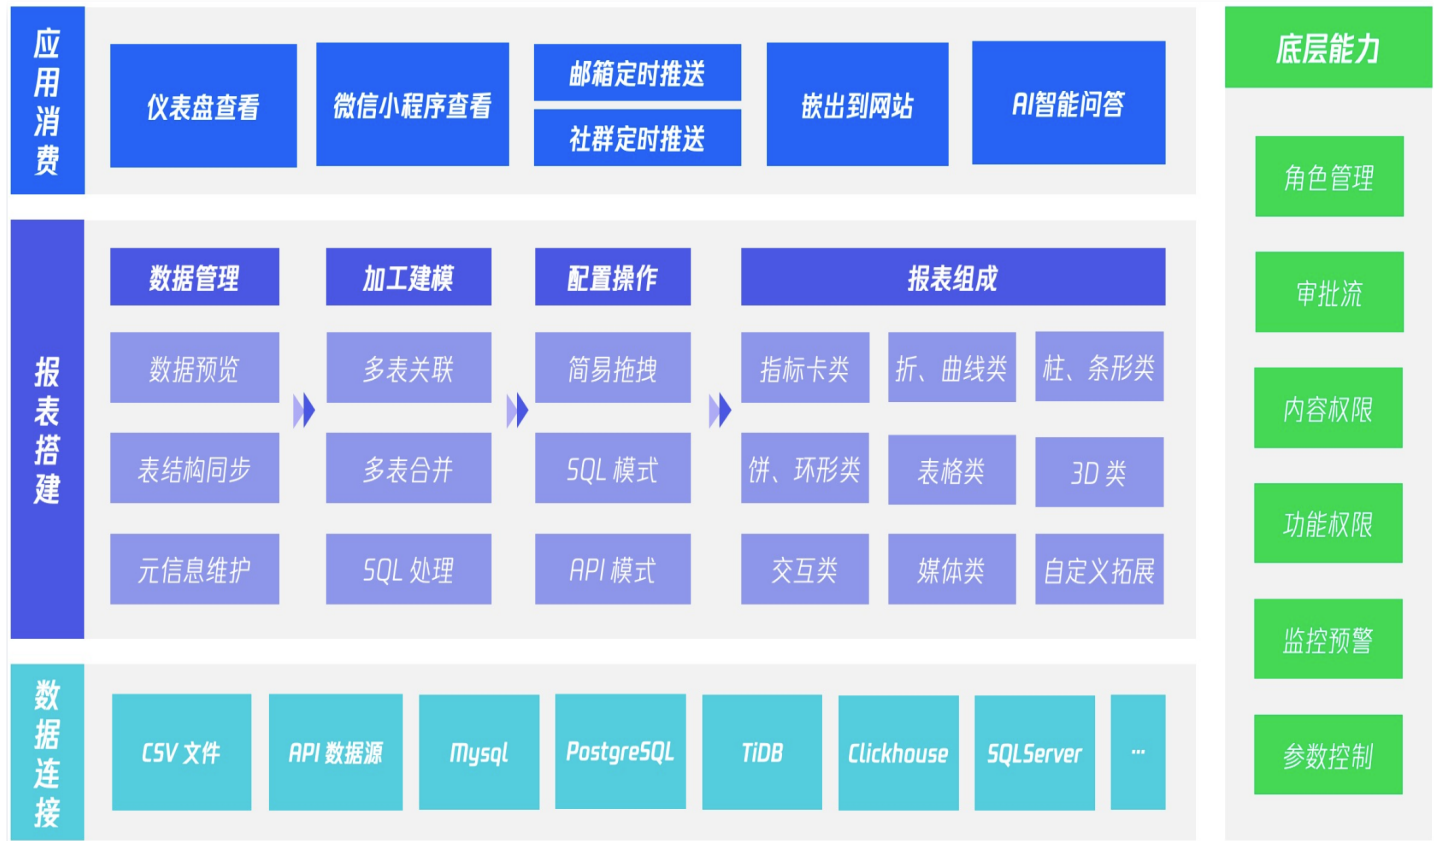 应用消费
仪表盘查看
微信小程序查看
邮箱定时推送
社群定时推送
嵌出到网站
AI智能问答
报表搭建
数据管理
加工建模
配置操作
报表组成
数据预览
多表关联
简易拖拽
指标卡类
折、曲线类
柱、条形类
表结构同步
多表合并
SQL 模式
饼、环形类
表格类
3D 类
元信息维护
SQL 处理
API 模式
交互类
媒体类
自定义拓展
数据连接
CSV 文件
API 数据源
Mysql
PostgreSQL
TiDB
Clickhouse
SQLServer
...
底层能力
角色管理
审批流
内容权限
功能权限
监控预警
参数控制